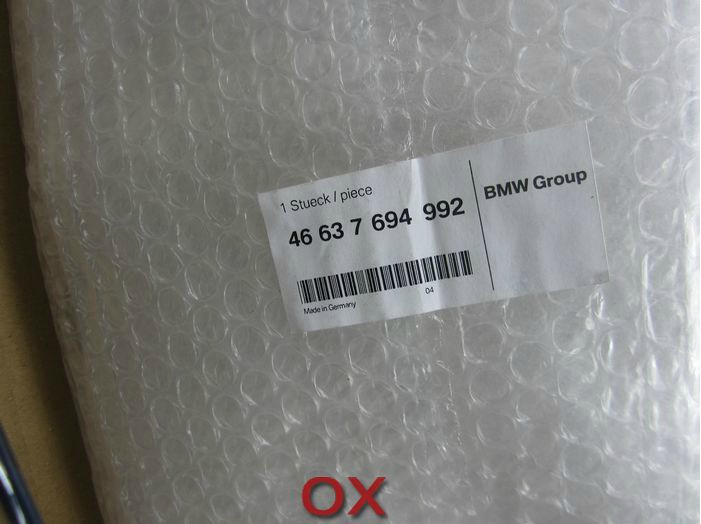 1 Stueck / piece
46 63 7 694 992
BMW Group
Made in Germany
04
OX